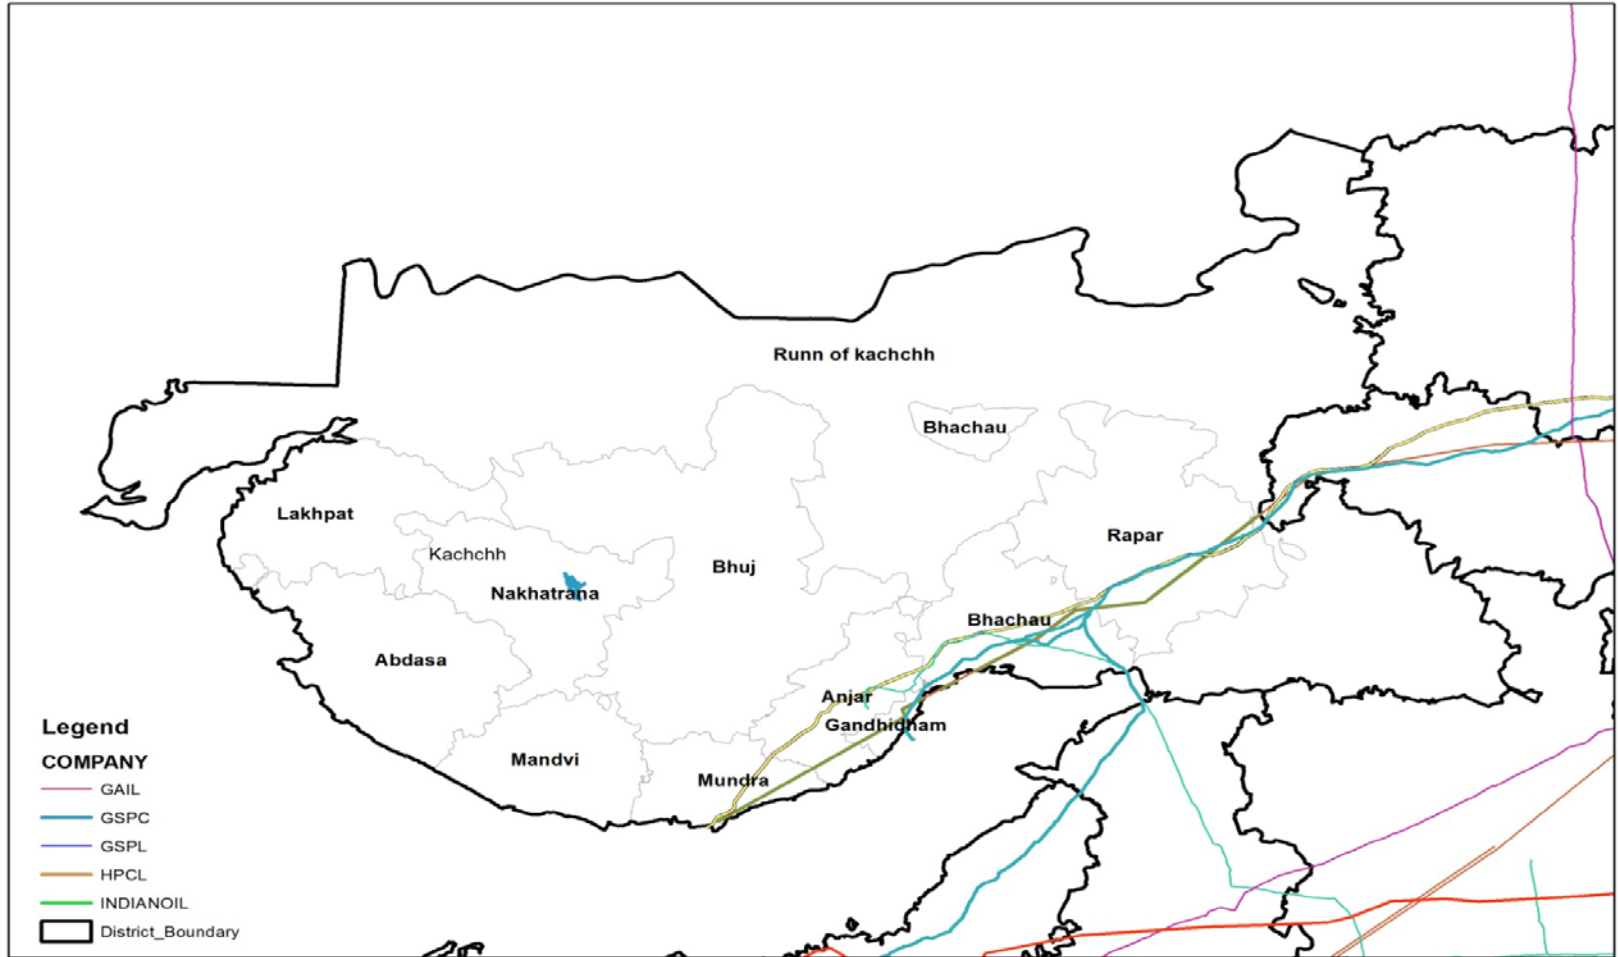 Runn of kachchh
Bhachau
Lakhpat
Kachchh
Rapar
Bhuj
Nakhatrana
Bhachau
Abdasa
Anjar
Gandhidham
Mandvi
Mundra
Legend
COMPANY
GAIL
GSPC
GSPL
HPCL
INDIANOIL
District_Boundary